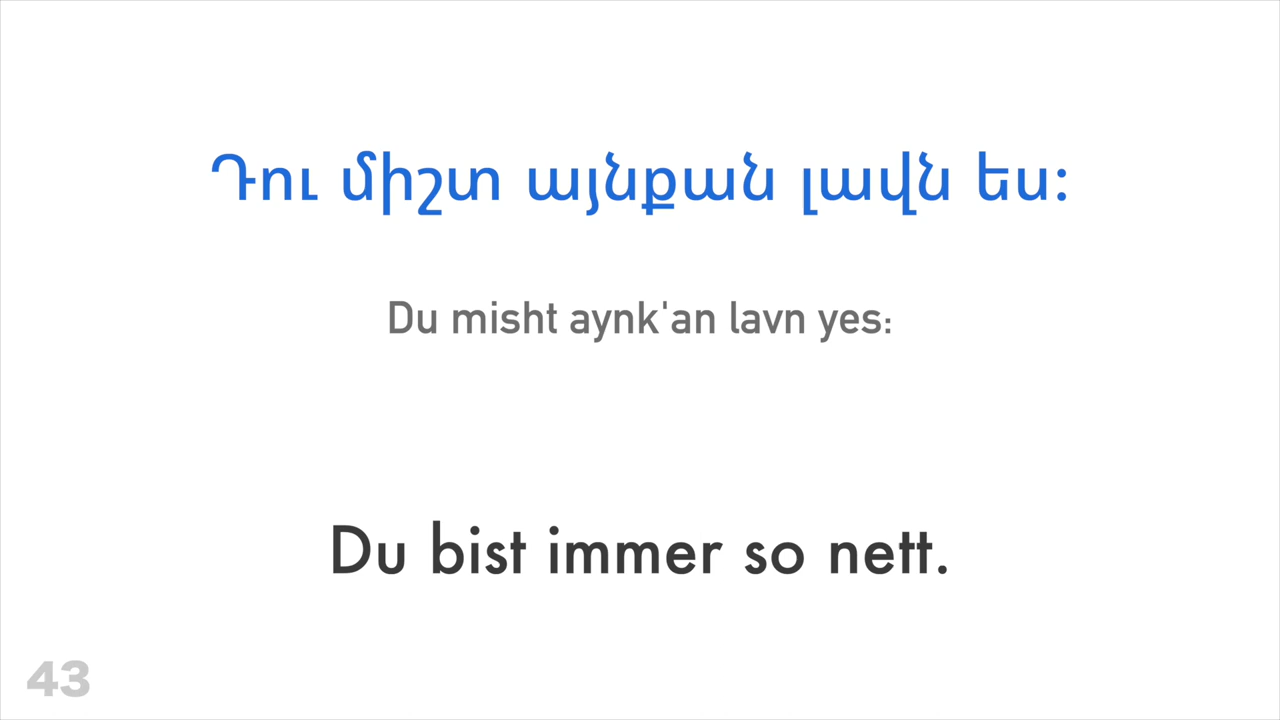 Դու միշտ այնքան լավն ես:
Du misht aynk'an lavn yes:
Du bist immer so nett.
43